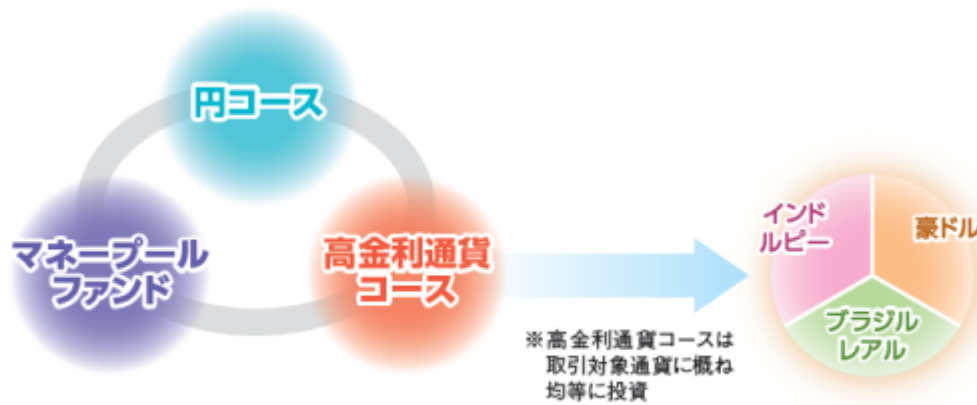 円コース
マネープール
ファンド
高金利通貨
コース
※高金利通貨コースは
取引対象通貨に概ね
均等に投資
インド
ルピー
豪ドル
ブラジル
レアル